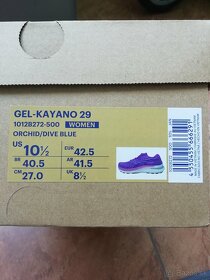 GEL-KAYANO 29
1012B272-500 WOMEN
ORCHID/DIVE BLUE
US 10½ EUR 42.5
BR 40.5 AR 41.5
CM 27.0 UK 8½